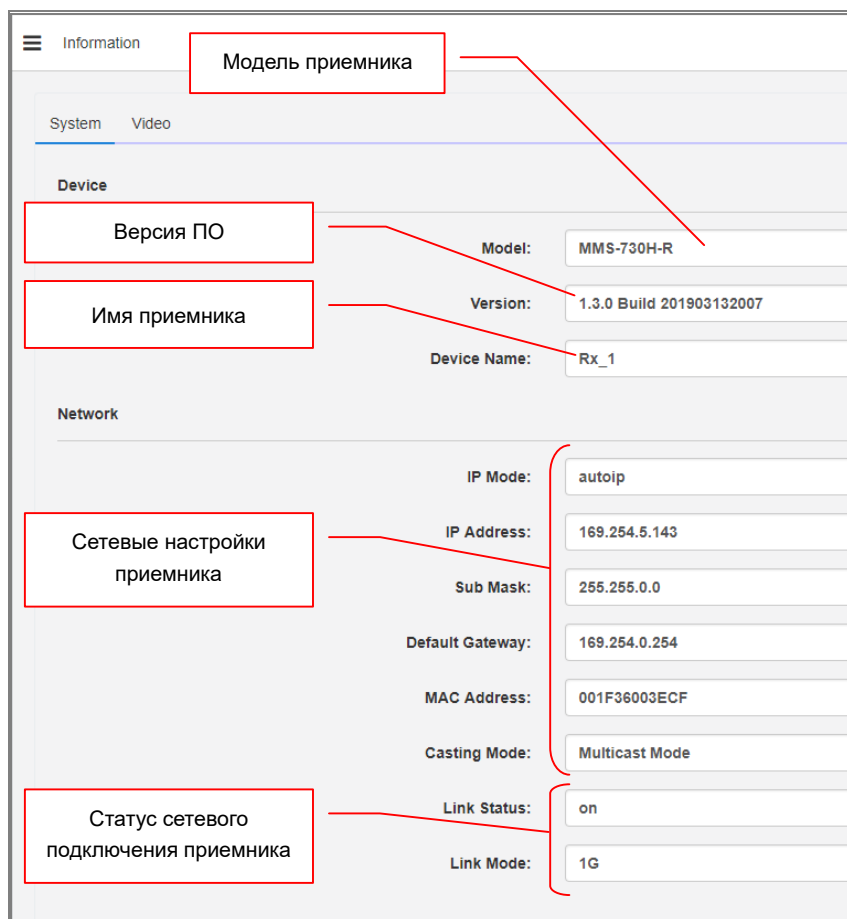 Information
Модель приемника
System Video
Device
Версия ПО
Model: MMS-730H-R
Имя приемника
Version: 1.3.0 Build 201903132007
Device Name: Rx_1
Network
IP Mode: autoip
Сетевые настройки
приемника
IP Address: 169.254.5.143
Sub Mask: 255.255.0.0
Default Gateway: 169.254.0.254
MAC Address: 001F36003ECF
Casting Mode: Multicast Mode
Статус сетевого
подключения приемника
Link Status: on
Link Mode: 1G